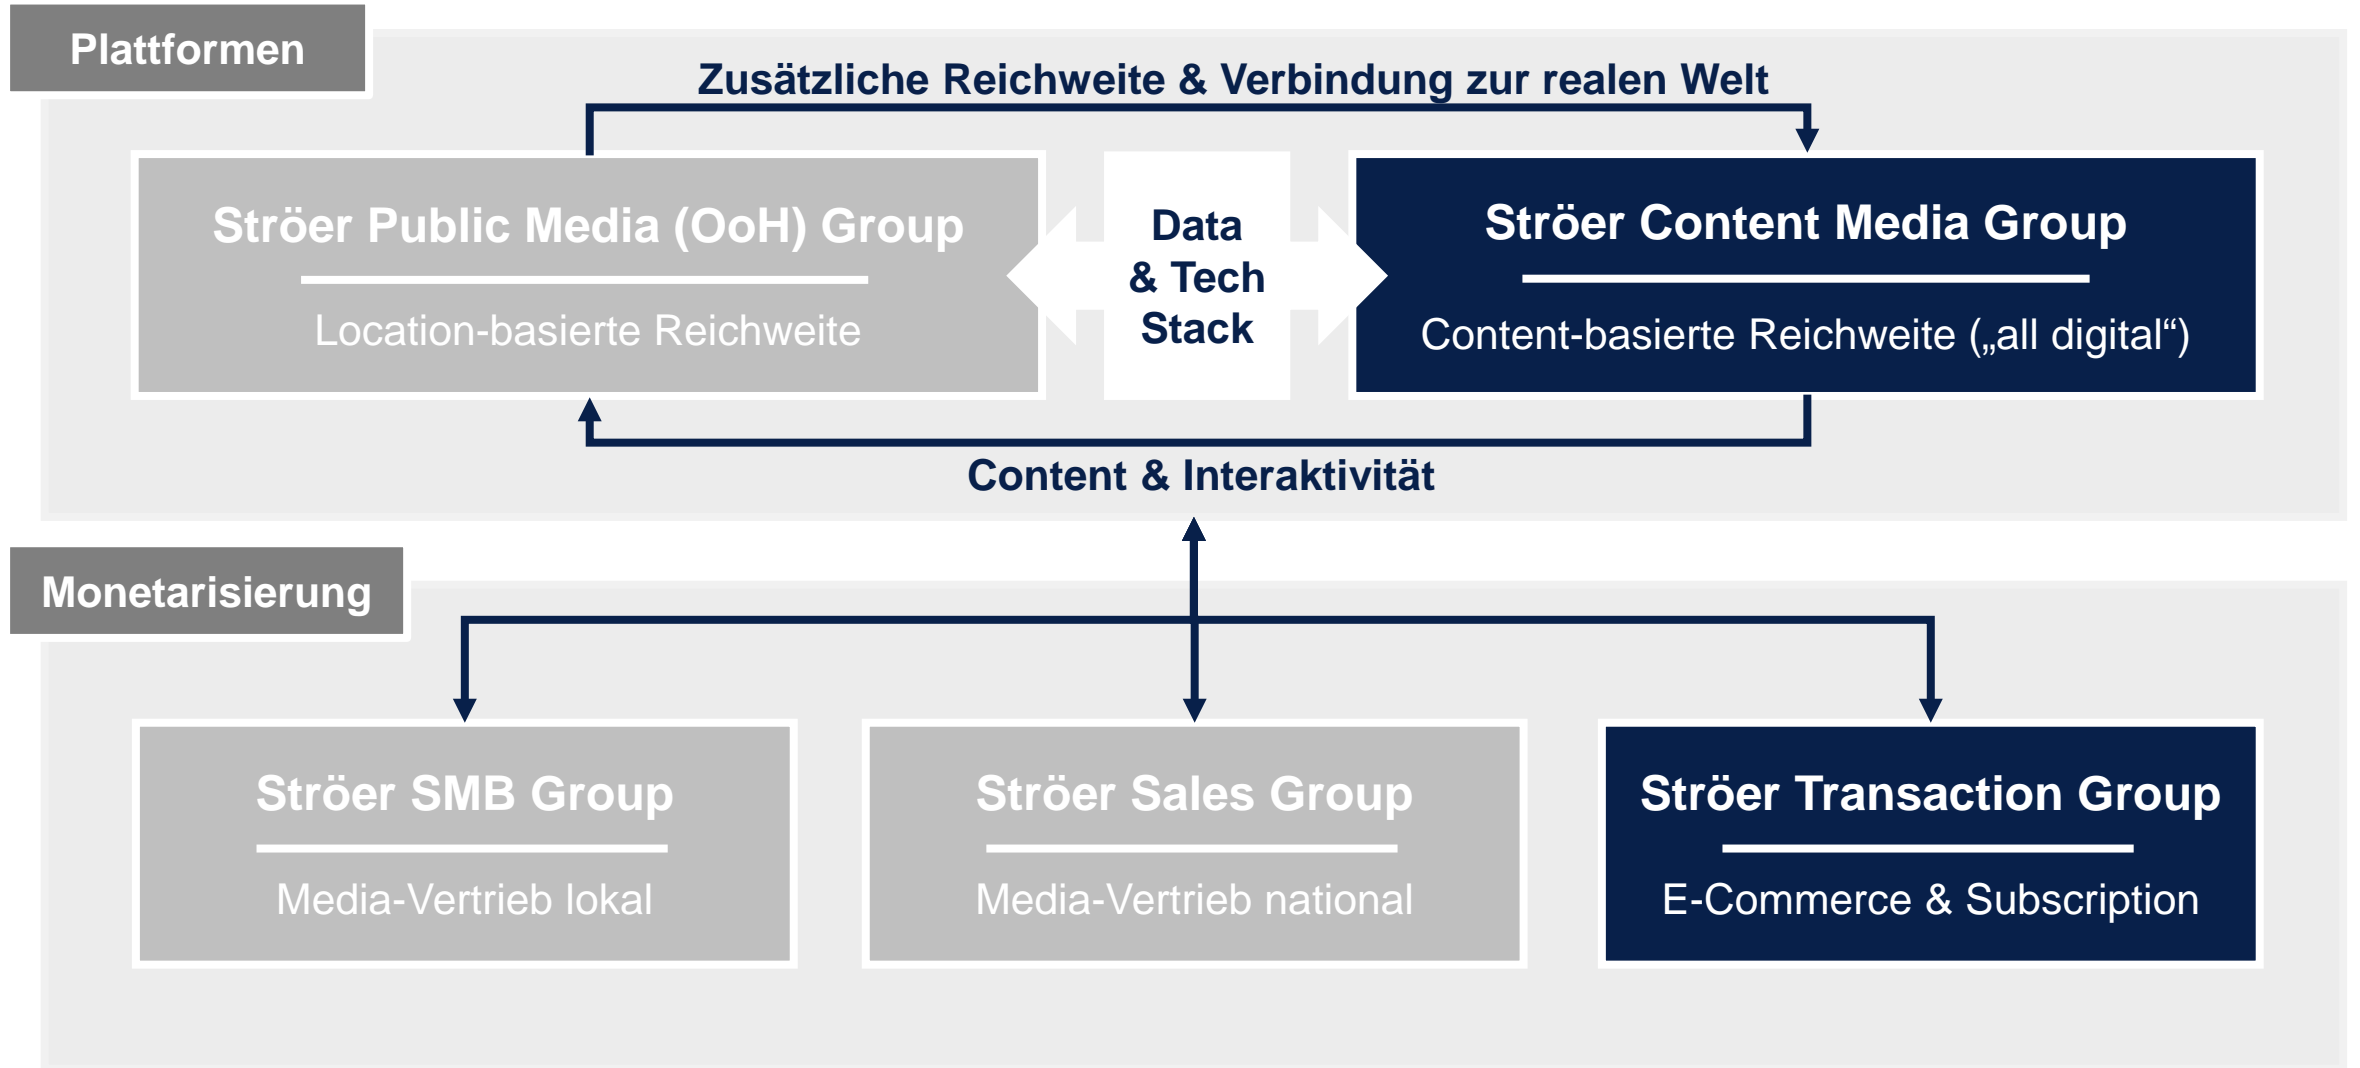 Plattformen
Zusätzliche Reichweite & Verbindung zur realen Welt
Ströer Public Media (OoH) Group
Location-basierte Reichweite
Data
& Tech
Stack
Ströer Content Media Group
Content-basierte Reichweite („all digital“)
Content & Interaktivität
Monetarisierung
Ströer SMB Group
Media-Vertrieb lokal
Ströer Sales Group
Media-Vertrieb national
Ströer Transaction Group
E-Commerce & Subscription